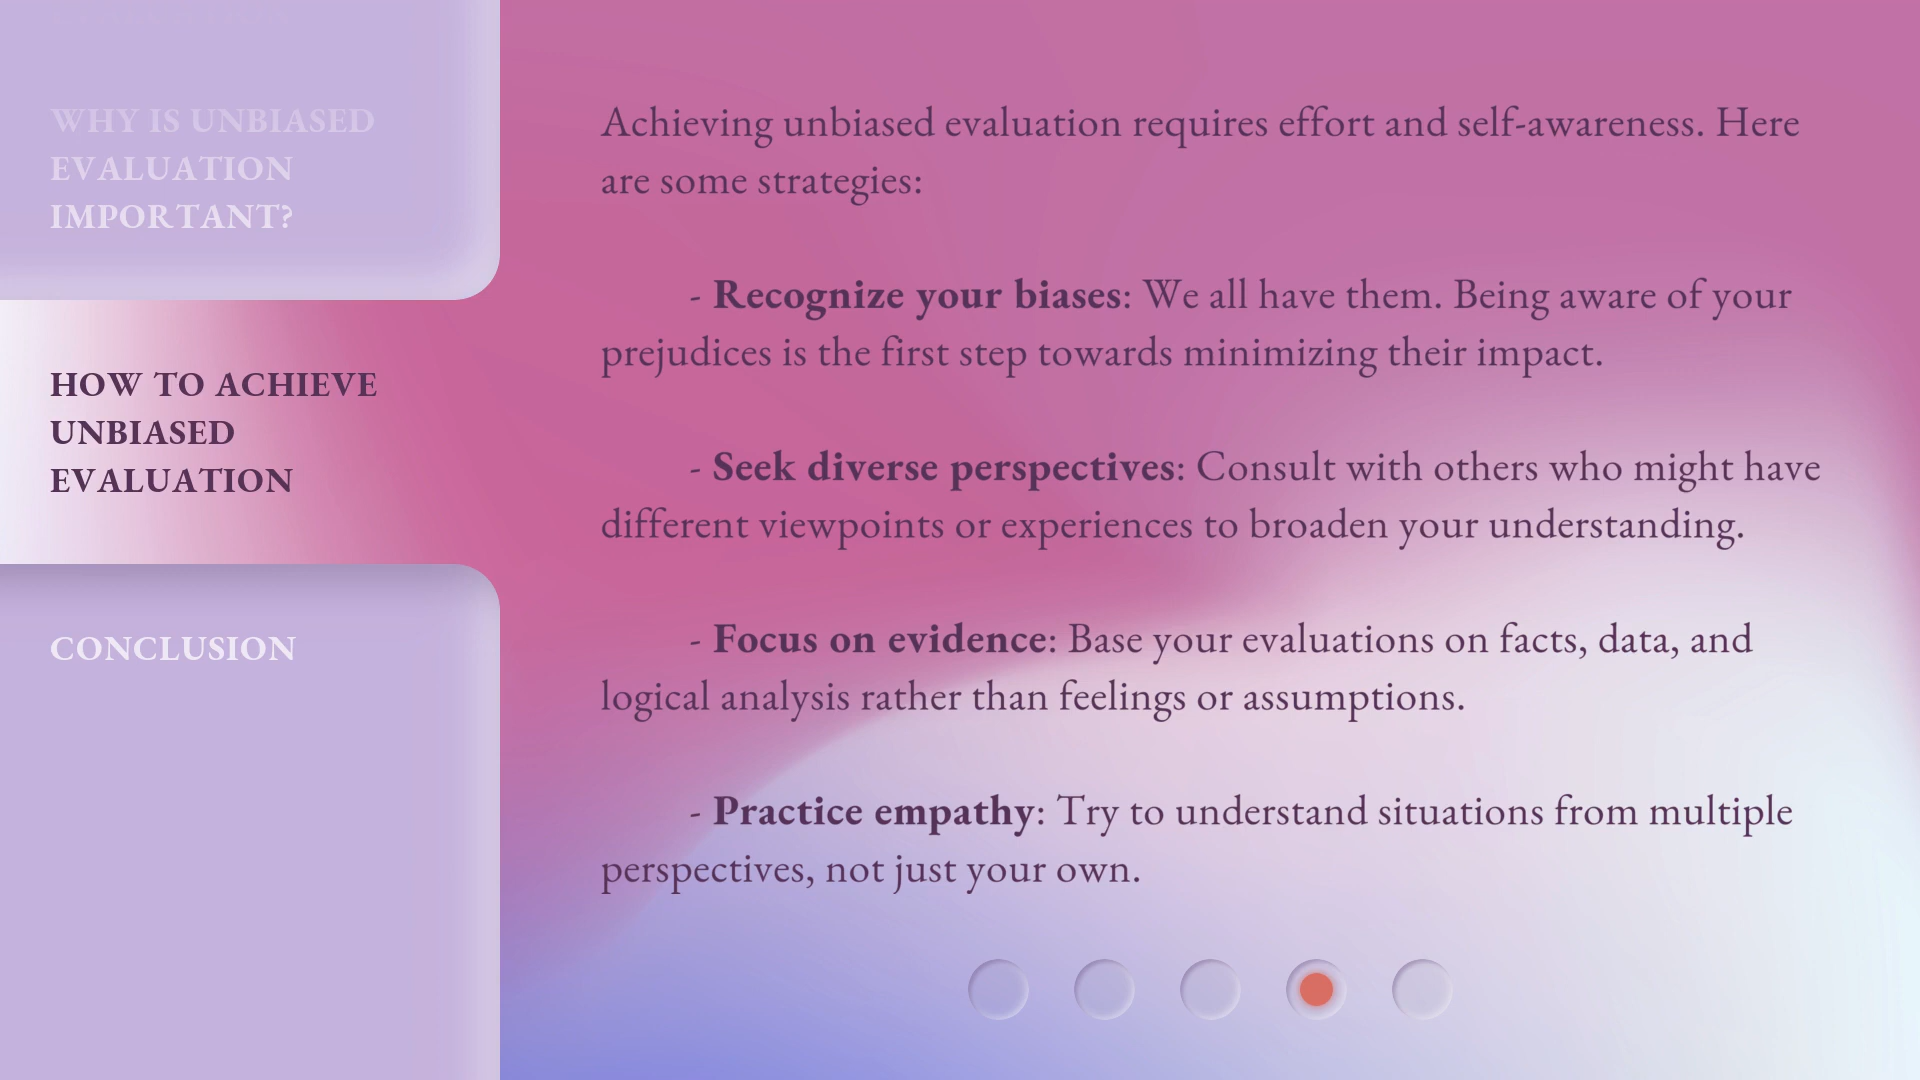 WHY IS UNBIASED
EVALUATION
IMPORTANT?
HOW TO ACHIEVE
UNBIASED
EVALUATION
CONCLUSION
Achieving unbiased evaluation requires effort and self-awareness. Here
are some strategies:
- Recognize your biases: We all have them. Being aware of your
prejudices is the first step towards minimizing their impact.
- Seek diverse perspectives: Consult with others who might have
different viewpoints or experiences to broaden your understanding.
- Focus on evidence: Base your evaluations on facts, data, and
logical analysis rather than feelings or assumptions.
- Practice empathy: Try to understand situations from multiple
perspectives, not just your own.